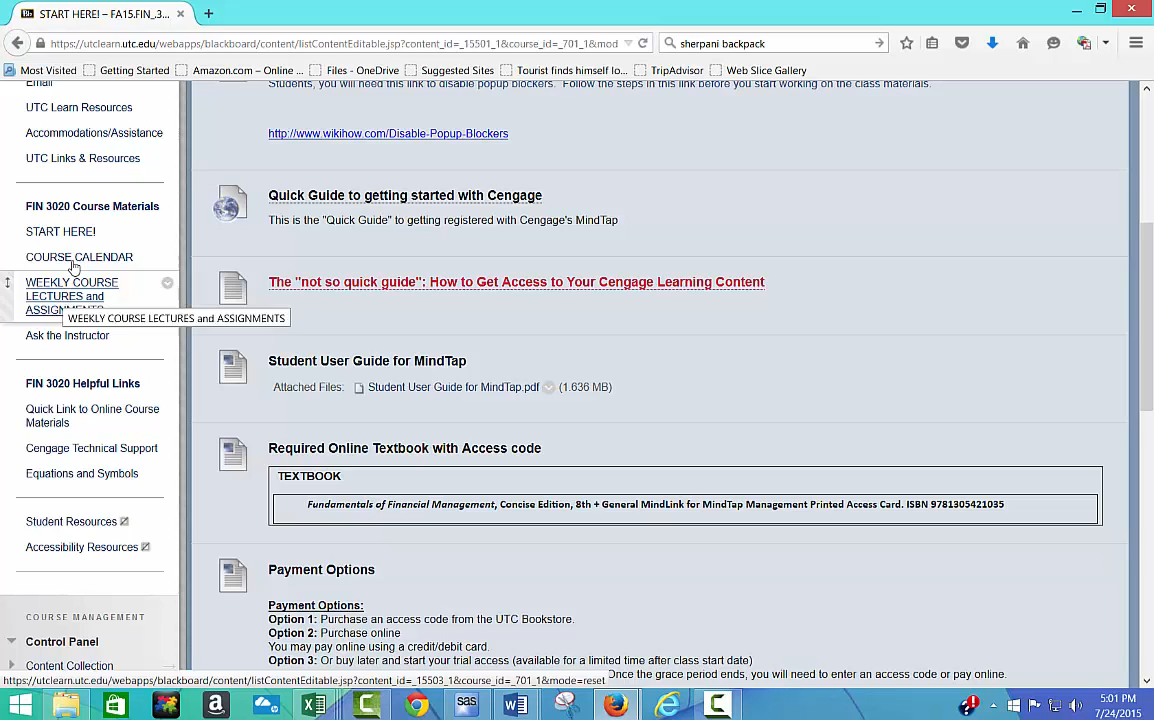 START HERE! – FA15.FIN_.3...
https://utclearn.utc.edu/webapps/blackboard/content/listContentEditable.jsp?content_id=_15501_1&course_id=_701_1&mod
sherpani backpack
Most Visited
Getting Started
Amazon.com – Online ...
Files - OneDrive
Suggested Sites
Tourist finds himself lo...
TripAdvisor
Web Slice Gallery
Email
UTC Learn Resources
Accommodations/Assistance
UTC Links & Resources
FIN 3020 Course Materials
START HERE!
COURSE CALENDAR
WEEKLY COURSE
LECTURES and
ASSIGNMENTS
WEEKLY COURSE LECTURES and ASSIGNMENTS
Ask the Instructor
FIN 3020 Helpful Links
Quick Link to Online Course
Materials
Cengage Technical Support
Equations and Symbols
Student Resources
Accessibility Resources
COURSE MANAGEMENT
Control Panel
Content Collection
Students, you will need this link to disable popup blockers. Follow the steps in this link before you start working on the class materials.
http://www.wikihow.com/Disable-Popup-Blockers
Quick Guide to getting started with Cengage
This is the "Quick Guide" to getting registered with Cengage's MindTap
The "not so quick guide": How to Get Access to Your Cengage Learning Content
Student User Guide for MindTap
Attached Files: Student User Guide for MindTap.pdf (1.636 MB)
Required Online Textbook with Access code
TEXTBOOK
Fundamentals of Financial Management, Concise Edition, 8th + General MindLink for MindTap Management Printed Access Card. ISBN 9781305421035
Payment Options
Payment Options:
Option 1: Purchase an access code from the UTC Bookstore.
Option 2: Purchase online
You may pay online using a credit/debit card.
Option 3: Or buy later and start your trial access (available for a limited time after class start date)
Once the grace period ends, you will need to enter an access code or pay online.
https://utclearn.utc.edu/webapps/blackboard/content/listContentEditable.jsp?content_id=_15503_1&course_id=_701_1&mode=reset
5:01 PM
7/24/2015